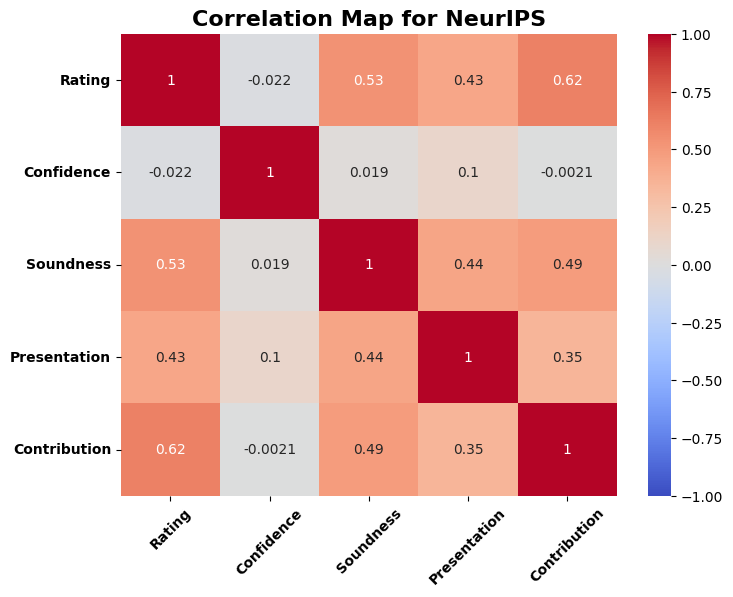 Correlation Map for NeurIPS
Rating 1 -0.022 0.53 0.43 0.62
Confidence -0.022 1 0.019 0.1 -0.0021
Soundness 0.53 0.019 1 0.44 0.49
Presentation 0.43 0.1 0.44 1 0.35
Contribution 0.62 -0.0021 0.49 0.35 1
Rating Confidence Soundness Presentation Contribution
1.00
0.75
0.50
0.25
0.00
−0.25
−0.50
−0.75
−1.00